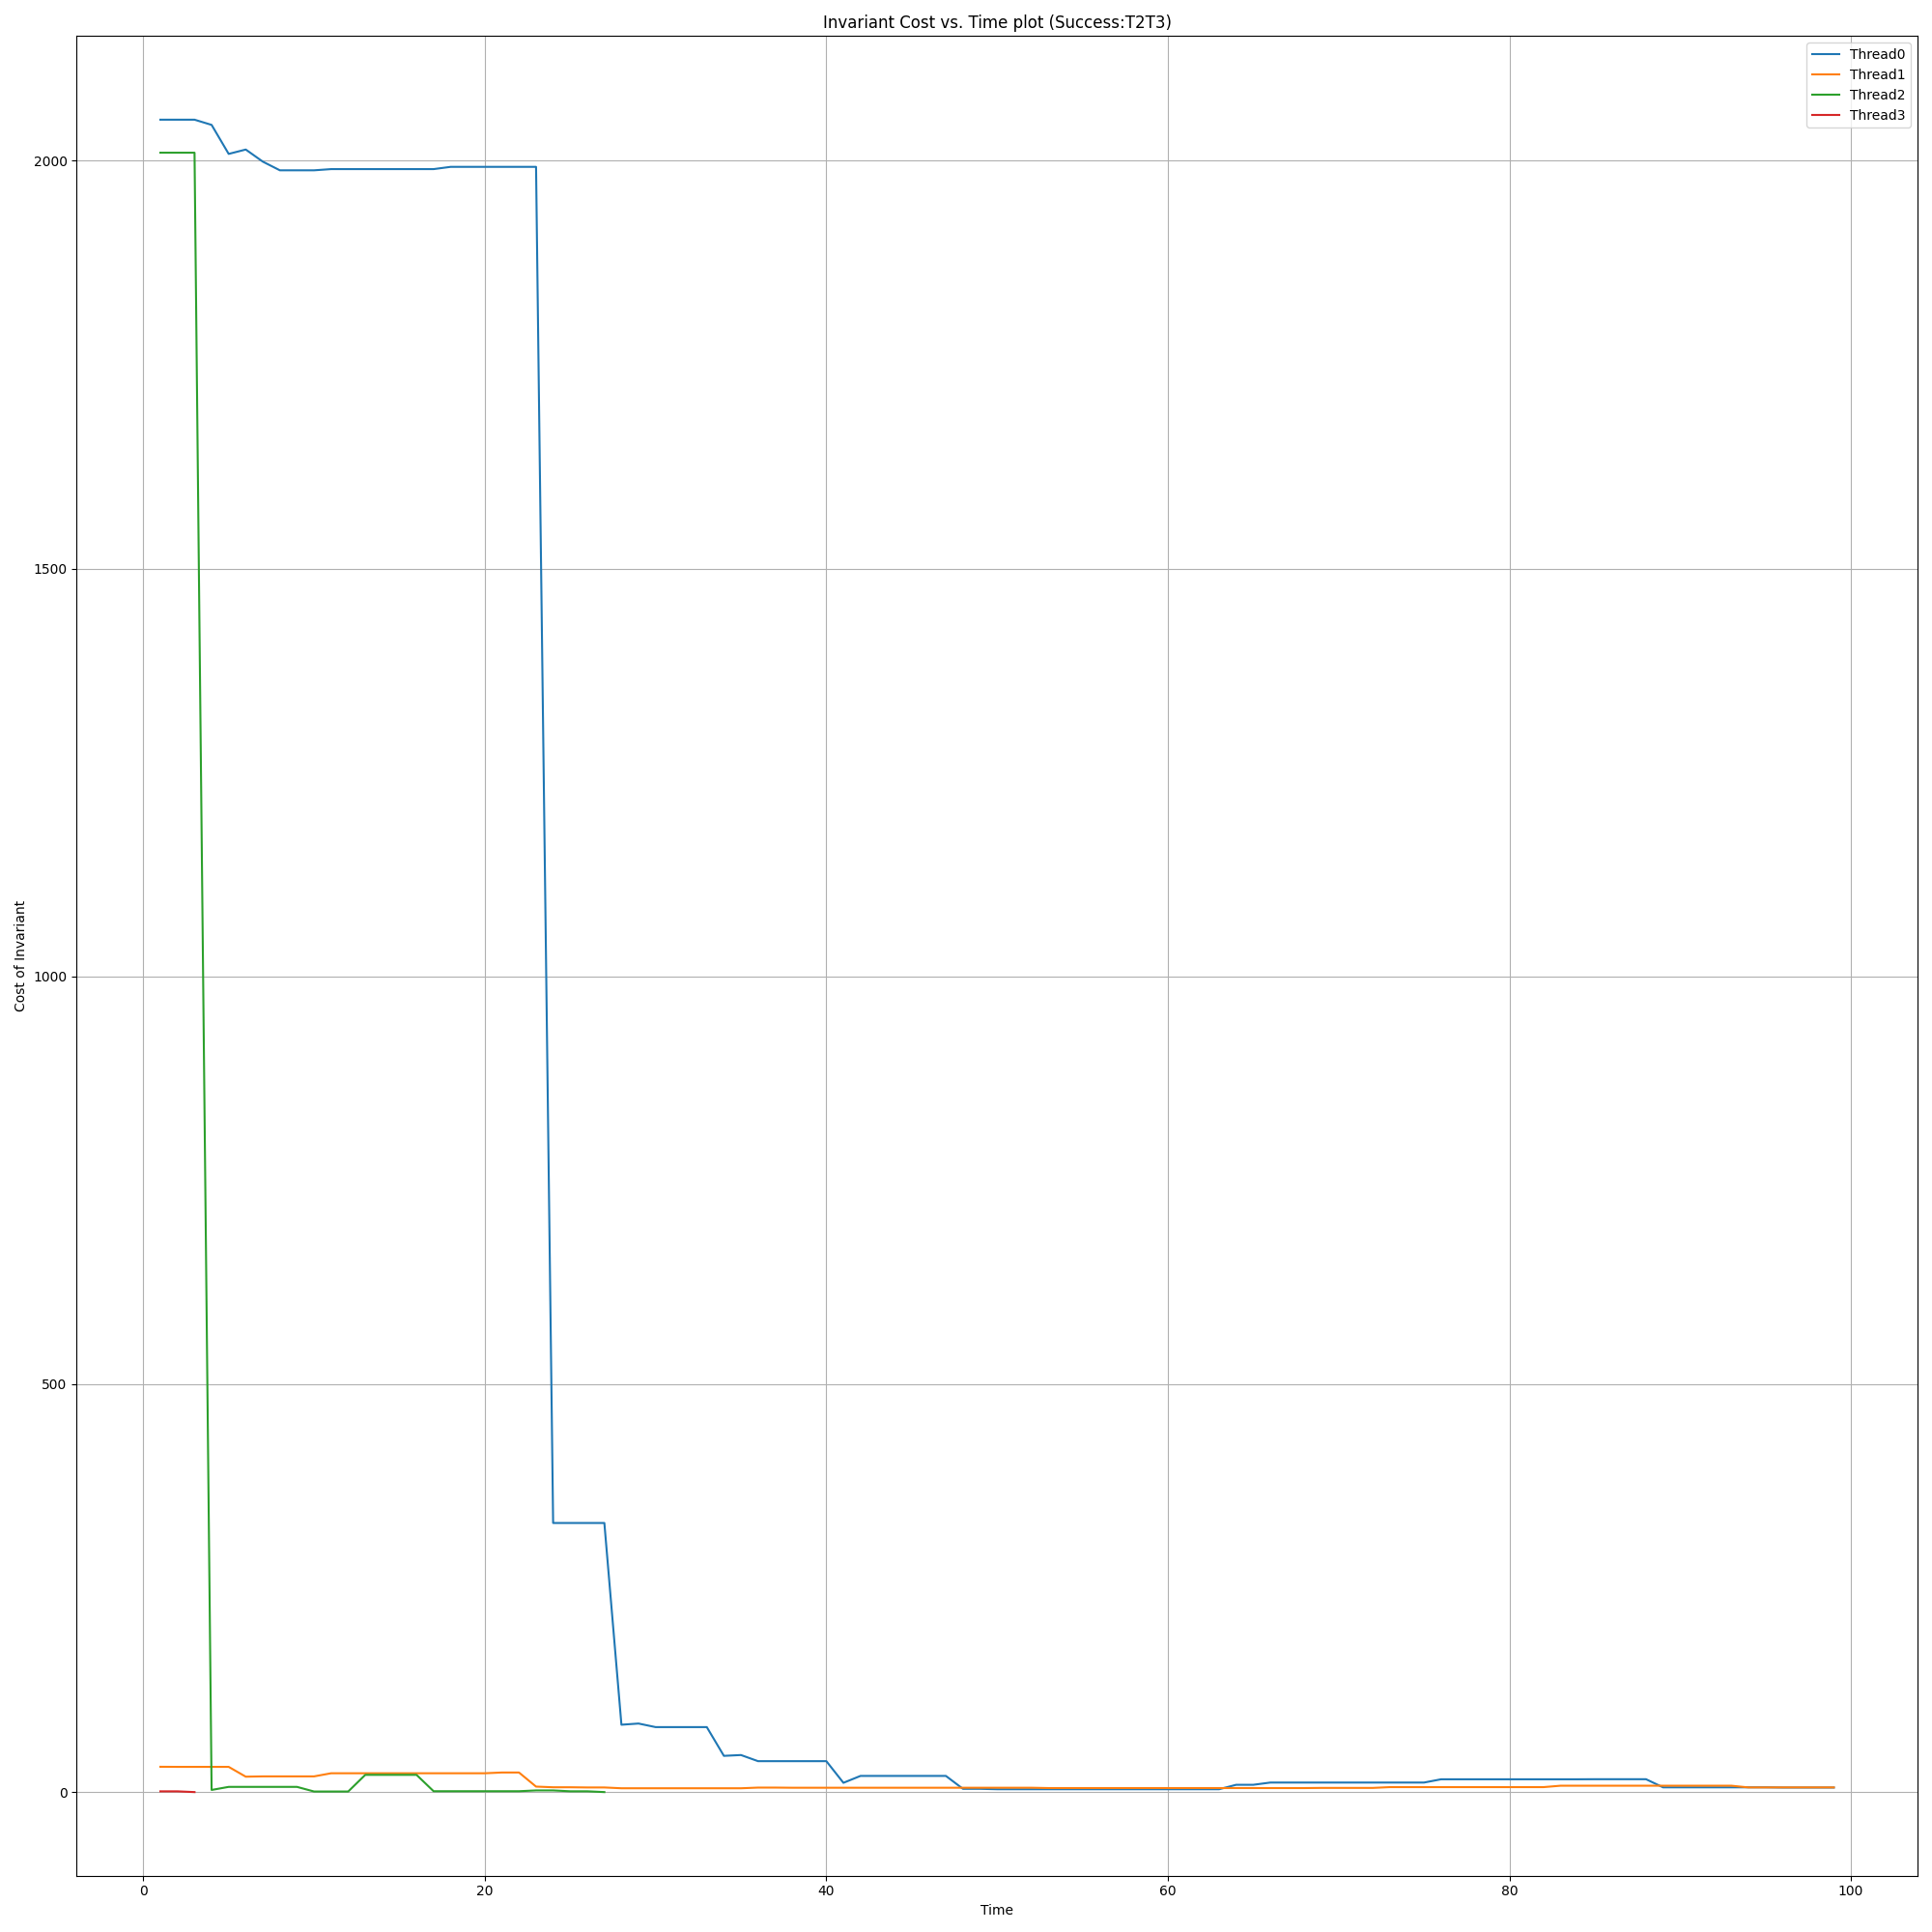 Invariant Cost vs. Time plot (Success:T2T3)
Thread0
Thread1
Thread2
Thread3
2000
1500
1000
500
0
Cost of Invariant
0 20 40 60 80 100
Time